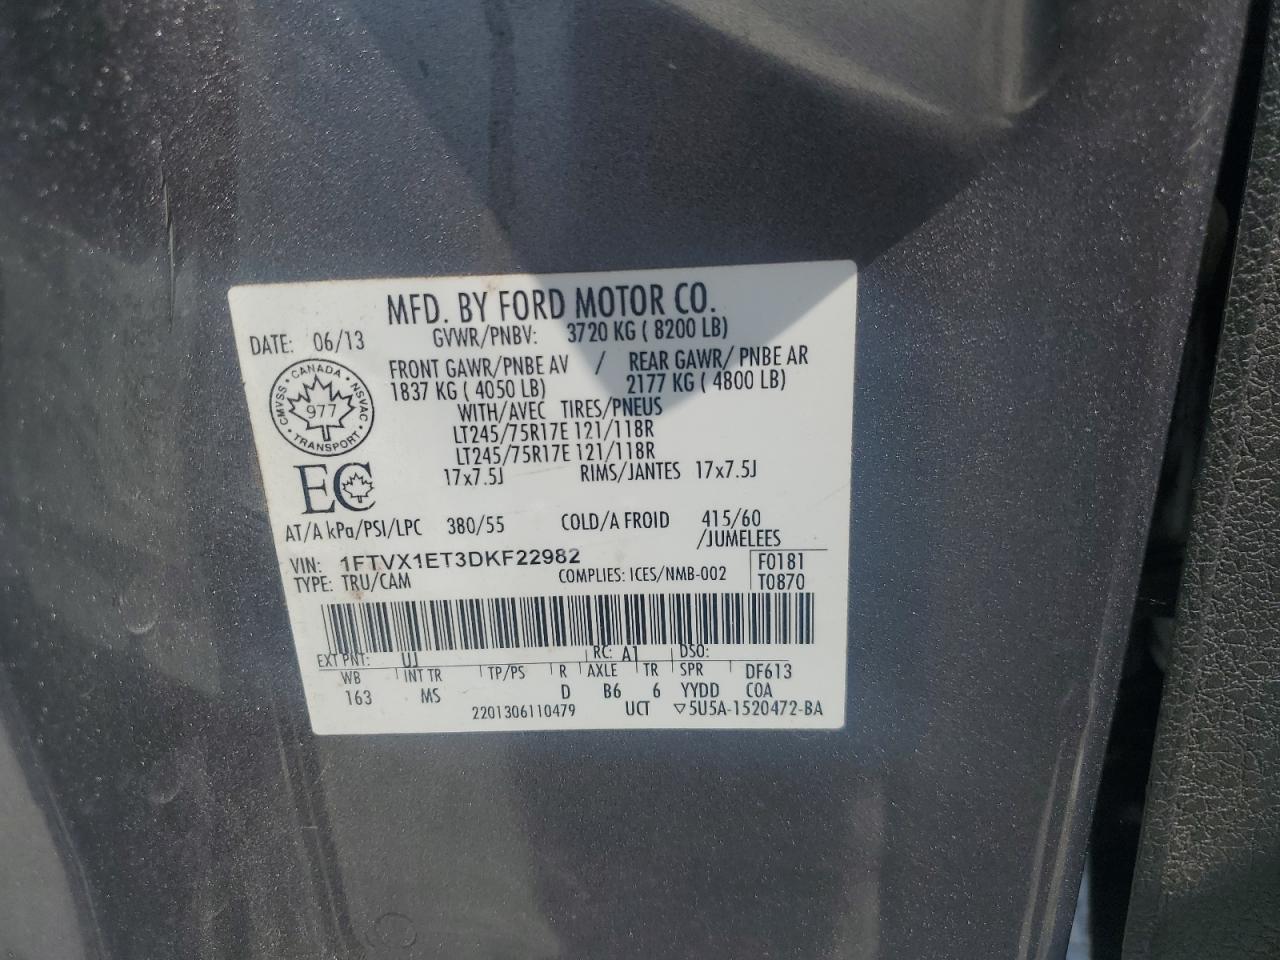 MFD. BY FORD MOTOR CO.
DATE: 06/13
GVWR/PNBV: 3720 KG ( 8200 LB)
FRONT GAWR/PNBE AV / REAR GAWR/ PNBE AR
1837 KG ( 4050 LB) 2177 KG ( 4800 LB)
WITH/AVEC TIRES/PNEUS
LT245/75R17E 121/118R
LT245/75R17E 121/118R
17x7.5J RIMS/JANTES 17x7.5J
CANADA
CMVSS NSVAC
977
TRANSPORT
EC
AT/A kPa/PSI/LPC 380/55 COLD/A FROID 415/60
/JUMELEES
VIN: 1FTVX1ET3DKF22982
TYPE: TRU/CAM COMPLIES: ICES/NMB-002
F0181
T0870
EXT PNT: UJ RC: A1 DSO:
WB INT TR TP/PS R AXLE TR SPR DF613
163 MS D B6 6 YYDD COA
2201306110479 UCT ▽5U5A-1520472-BA